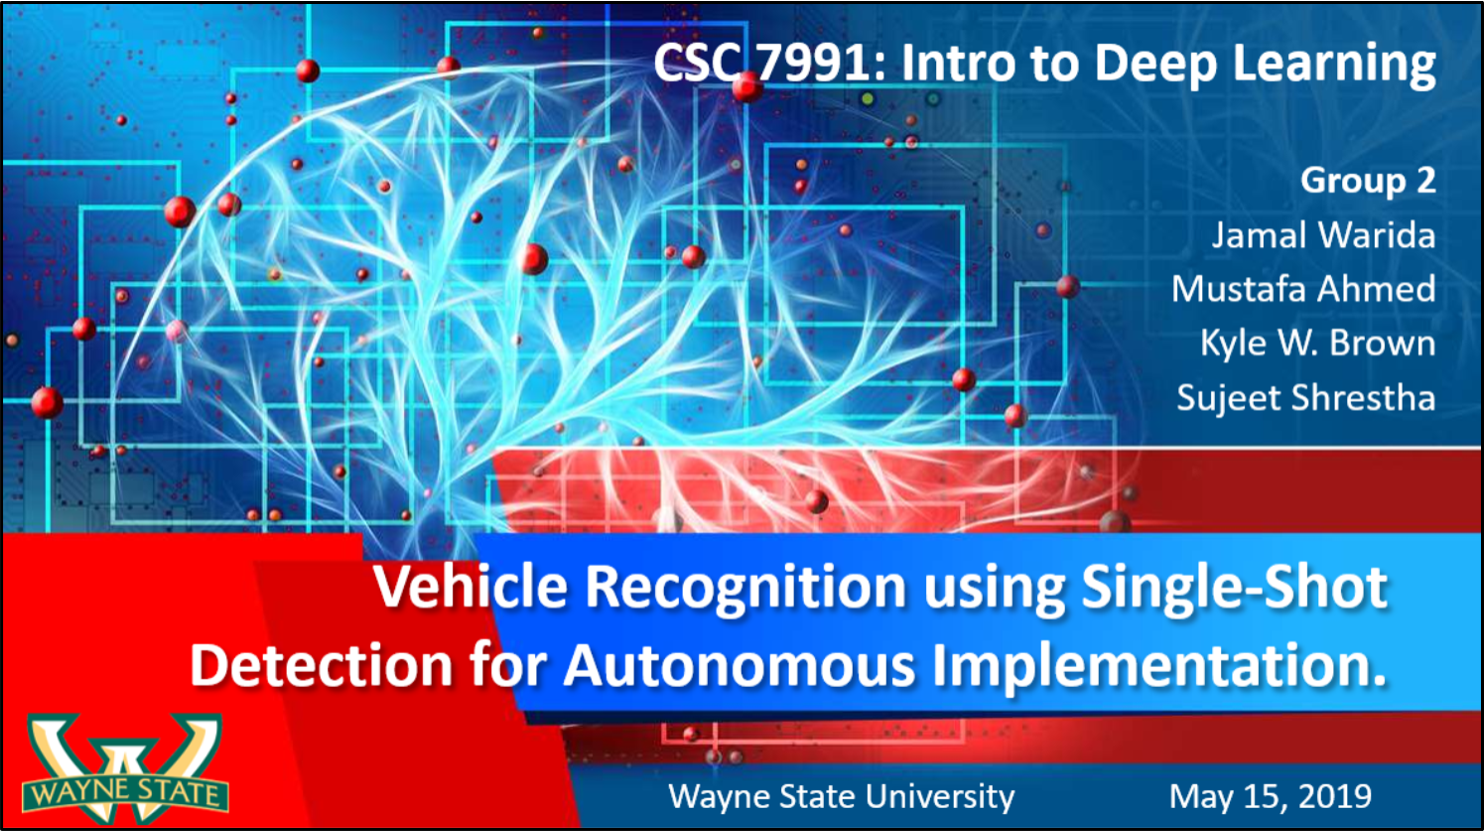 CSC 7991: Intro to Deep Learning
Group 2
Jamal Warida
Mustafa Ahmed
Kyle W. Brown
Sujeet Shrestha
Vehicle Recognition using Single-Shot
Detection for Autonomous Implementation.
WAYNE STATE
Wayne State University
May 15, 2019